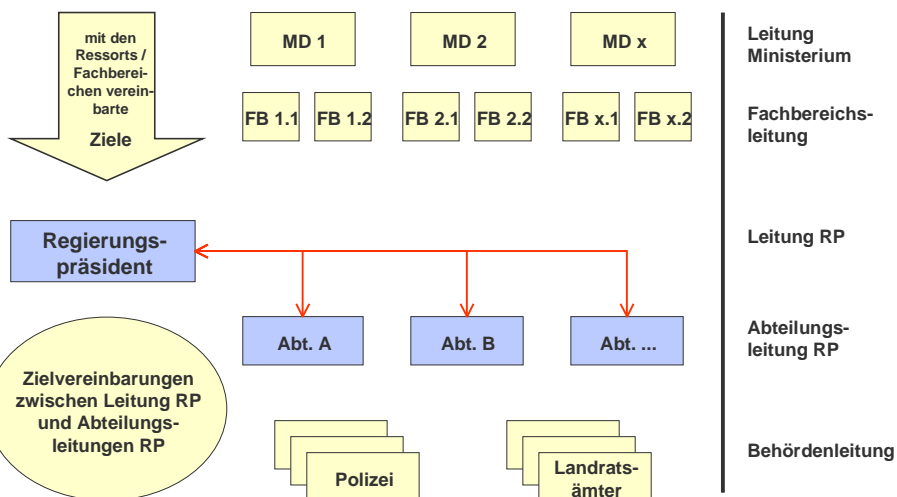 mit den
Ressorts /
Fachberei-
chen verein-
barte
Ziele
MD 1
MD 2
MD x
Leitung
Ministerium
FB 1.1
FB 1.2
FB 2.1
FB 2.2
FB x.1
FB x.2
Fachbereichs-
leitung
Regierungs-
präsident
Leitung RP
Abt. A
Abt. B
Abt. ...
Abteilungs-
leitung RP
Zielvereinbarungen
zwischen Leitung RP
und Abteilungs-
leitungen RP
Polizei
Landrats-
ämter
Behördenleitung